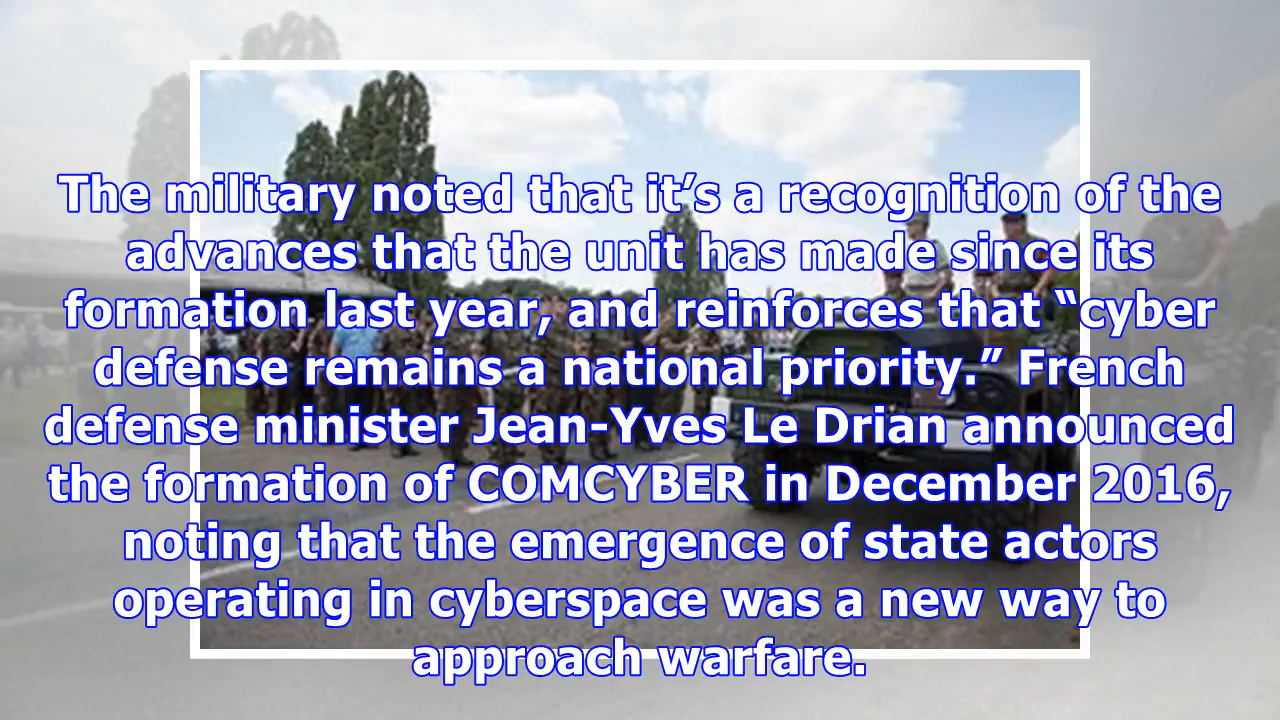 The military noted that it’s a recognition of the
advances that the unit has made since its
formation last year, and reinforces that “cyber
defense remains a national priority.” French
defense minister Jean-Yves Le Drian announced
the formation of COMCYBER in December 2016,
noting that the emergence of state actors
operating in cyberspace was a new way to
approach warfare.